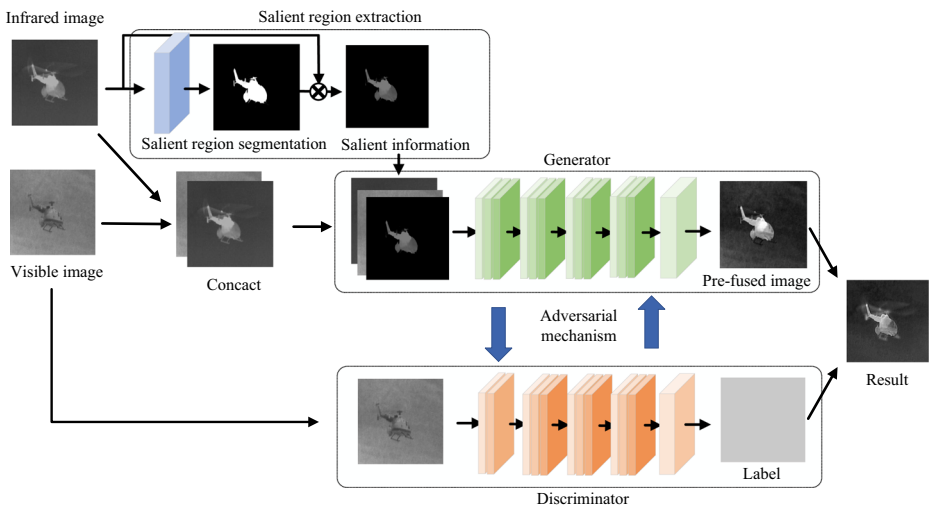 Infrared image
Salient region extraction
Salient region segmentation
Salient information
Generator
Visible image
Concact
Pre-fused image
Adversarial
mechanism
Result
Label
Discriminator